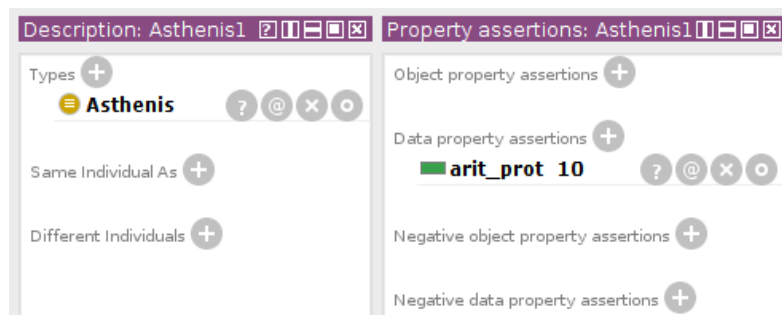 Description: Asthenis1
Types
Asthenis
Same Individual As
Different Individuals
Property assertions: Asthenis1
Object property assertions
Data property assertions
arit_prot 10
Negative object property assertions
Negative data property assertions